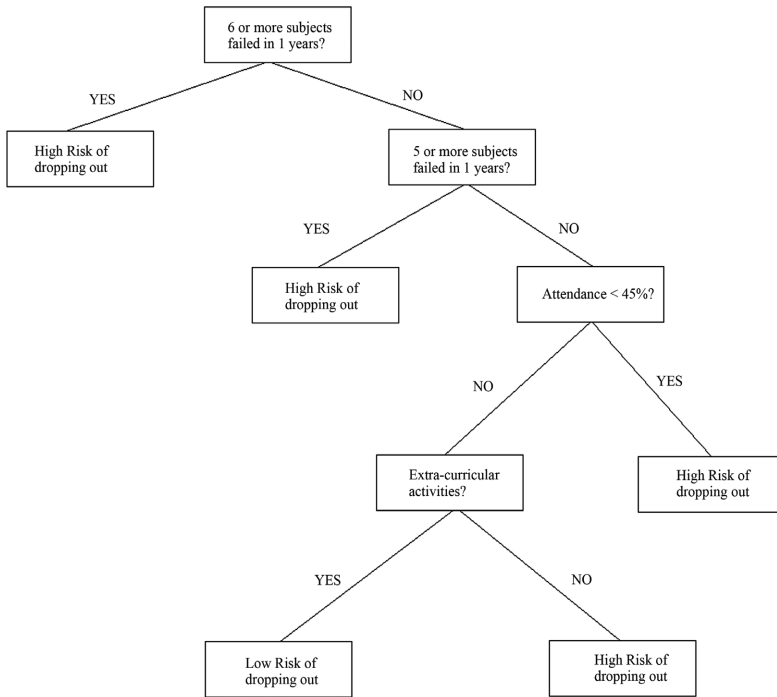 6 or more subjects
failed in 1 years?
YES
NO
High Risk of
dropping out
5 or more subjects
failed in 1 years?
YES
NO
High Risk of
dropping out
Attendance < 45%?
NO
YES
Extra-curricular
activities?
High Risk of
dropping out
YES
NO
Low Risk of
dropping out
High Risk of
dropping out